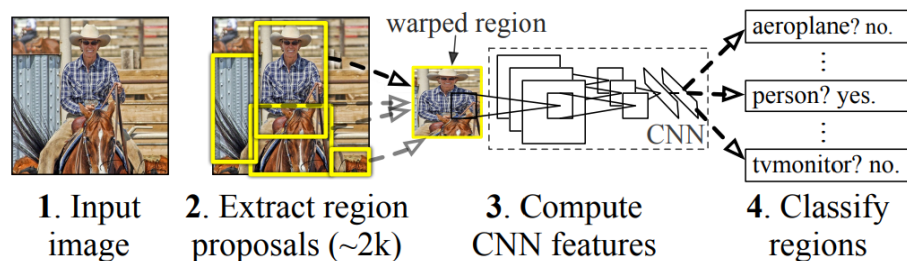 warped region
aeroplane? no.
person? yes.
tvmonitor? no.
CNN
1. Input
image
2. Extract region
proposals (~2k)
3. Compute
CNN features
4. Classify
regions